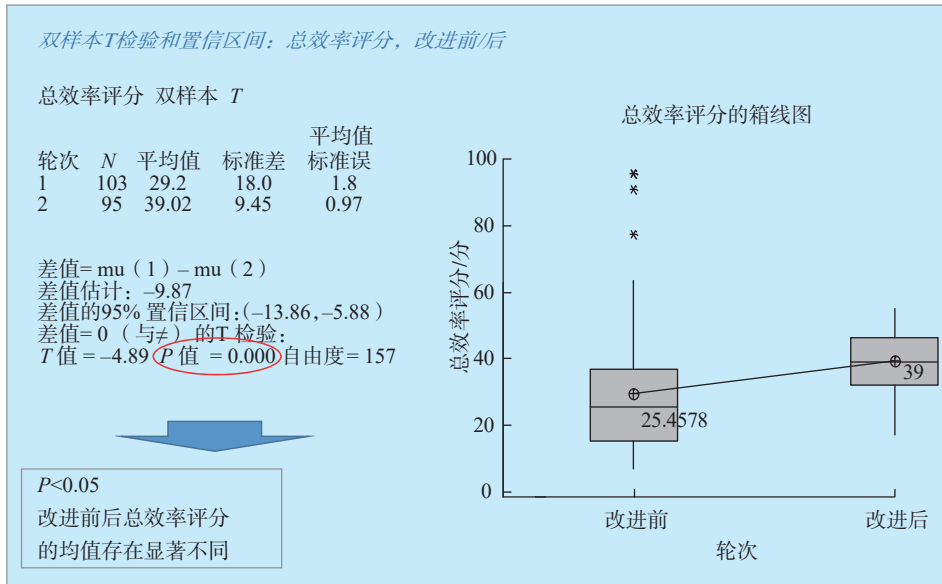 双样本T检验和置信区间：总效率评分，改进前/后
总效率评分 双样本 T
平均值
轮次 N 平均值 标准差 标准误
1 103 29.2 18.0 1.8
2 95 39.02 9.45 0.97
差值= mu（1）– mu（2）
差值估计：–9.87
差值的95% 置信区间：（–13.86,–5.88）
差值= 0 （与≠）的T 检验：
T 值 = –4.89 P 值 = 0.000 自由度= 157
P<0.05
改进前后总效率评分
的均值存在显著不同
总效率评分的箱线图
总效率评分/分
100
80
60
40
20
0
25.4578
39
改进前 改进后
轮次